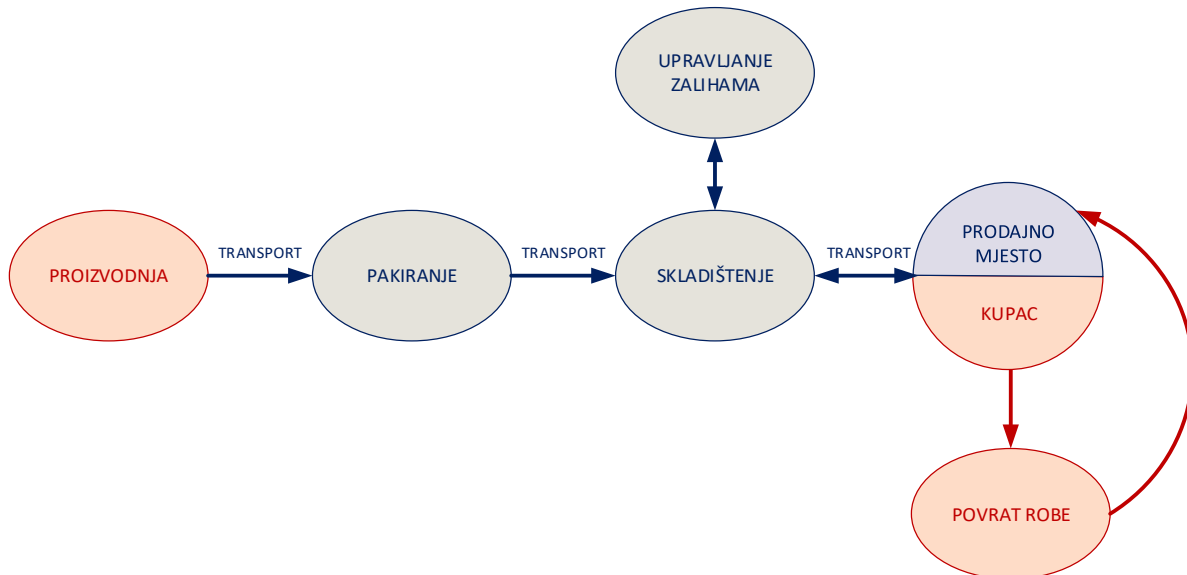 UPRAVLJANJE
ZALIHAMA
PROIZVODNJA
TRANSPORT
PAKIRANJE
TRANSPORT
SKLADIŠTENJE
TRANSPORT
PRODAJNO
MJESTO
KUPAC
POVRAT ROBE